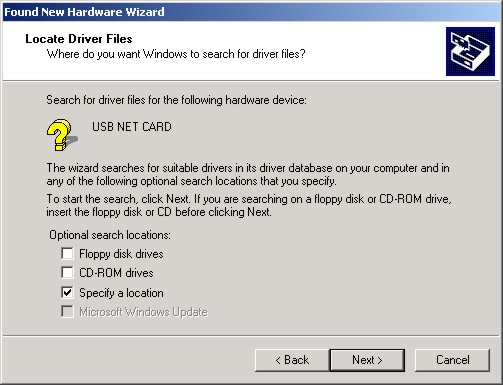 Found New Hardware Wizard
Locate Driver Files
Where do you want Windows to search for driver files?
Search for driver files for the following hardware device:
USB NET CARD
The wizard searches for suitable drivers in its driver database on your computer and in
any of the following optional search locations that you specify.
To start the search, click Next. If you are searching on a floppy disk or CD-ROM drive,
insert the floppy disk or CD before clicking Next.
Optional search locations:
Floppy disk drives
CD-ROM drives
Specify a location
Microsoft Windows Update
< Back
Next >
Cancel